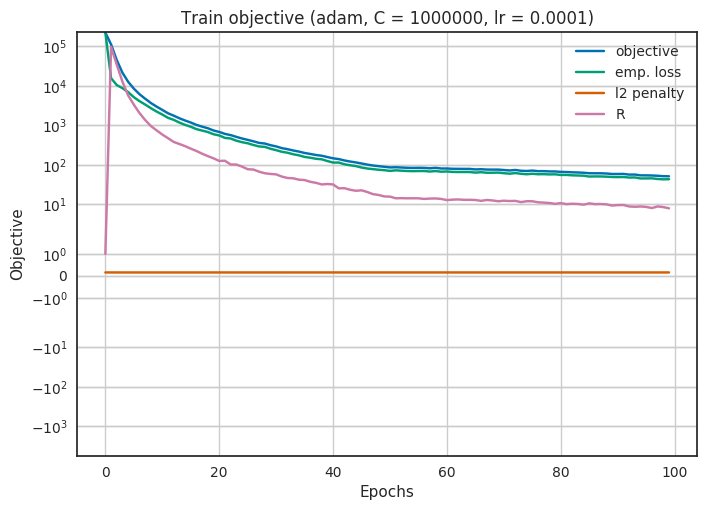 Train objective (adam, C = 1000000, lr = 0.0001)
objective
emp. loss
l2 penalty
R
Objective
10^5
10^4
10^3
10^2
10^1
10^0
0
−10^0
−10^1
−10^2
−10^3
0 20 40 60 80 100
Epochs